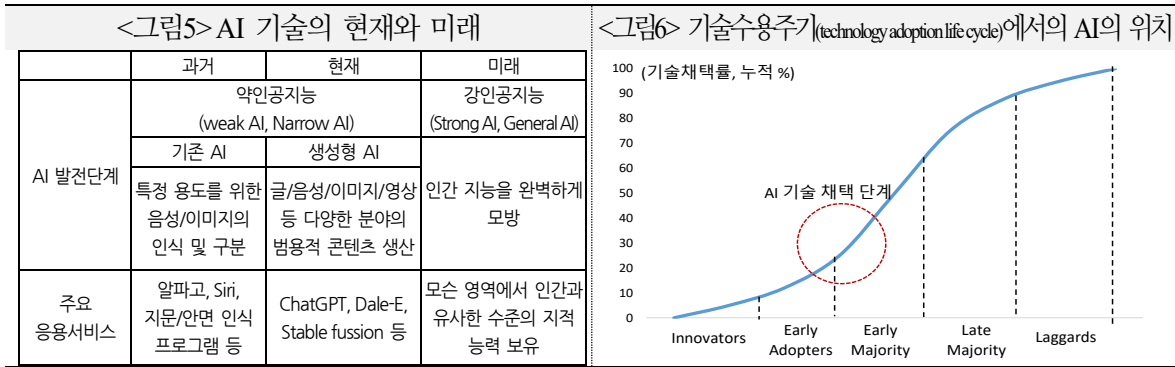 <그림5> AI 기술의 현재와 미래
과거 현재 미래
약인공지능 강인공지능
(weak AI, Narrow AI) (Strong AI, General AI)
AI 발전단계
기존 AI 생성형 AI
특정 용도를 위한 글/음성/이미지/영상 인간 지능을 완벽하게
음성/이미지의 등 다양한 분야의 모방
인식 및 구분 범용적 콘텐츠 생산
주요 알파고, Siri, ChatGPT, Dale-E, 모슨 영역에서 인간과
응용서비스 지문/안면 인식 Stable fussion 등 유사한 수준의 지적
프로그램 등 능력 보유
<그림6> 기술수용주기(technology adoption life cycle)에서의 AI의 위치
100 (기술채택률, 누적 %)
90
80
70
60
50
AI 기술 채택 단계
40
30
20
10
0
Innovators Early Early Late Laggards
Adopters Majority Majority